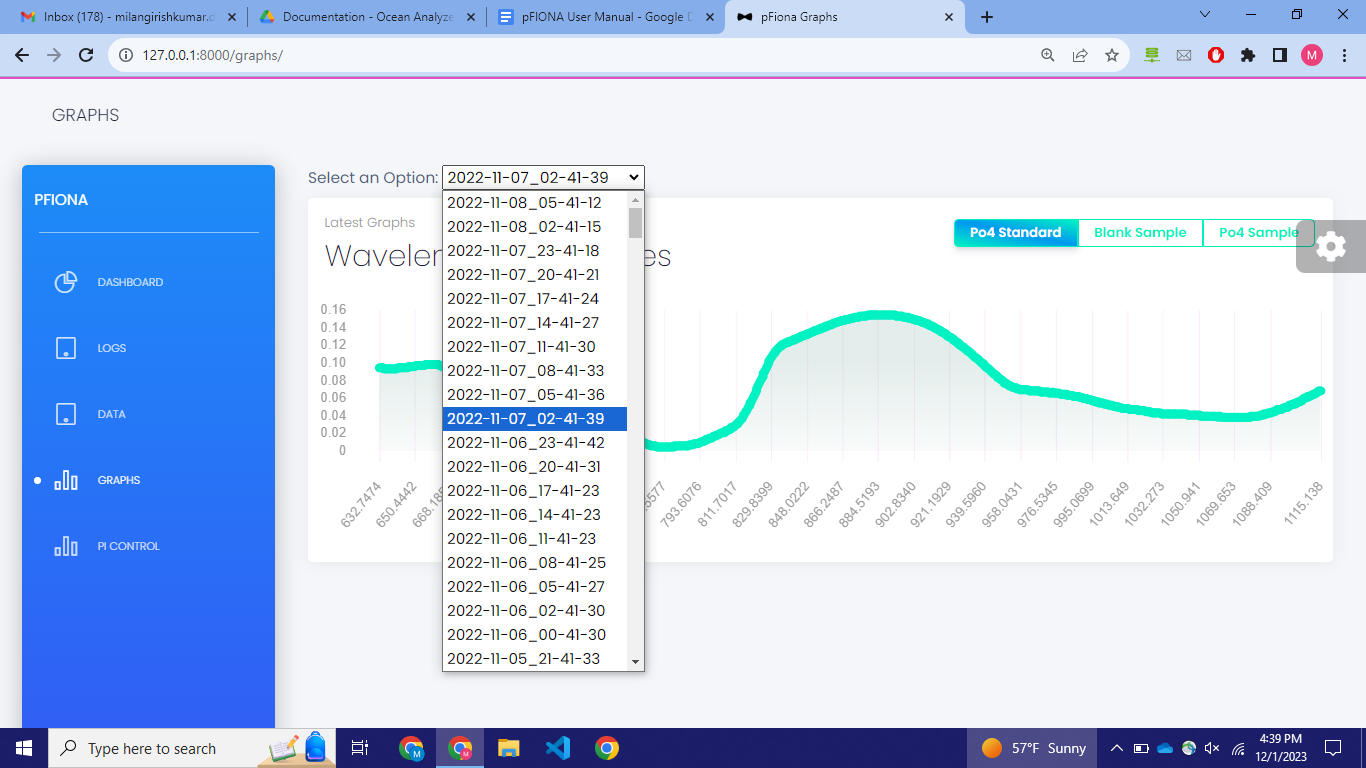 Inbox (178) - milangirishkumar.
Documentation - Ocean Analyze
pFIONA User Manual - Google D
pFiona Graphs
127.0.0.1:8000/graphs/
M
GRAPHS
PFIONA
DASHBOARD
LOGS
DATA
GRAPHS
PI CONTROL
Select an Option: 2022-11-07_02-41-39
2022-11-08_05-41-12
2022-11-08_02-41-15
2022-11-07_23-41-18
2022-11-07_20-41-21
2022-11-07_17-41-24
2022-11-07_14-41-27
2022-11-07_11-41-30
2022-11-07_08-41-33
2022-11-07_05-41-36
2022-11-07_02-41-39
2022-11-06_23-41-42
2022-11-06_20-41-31
2022-11-06_17-41-23
2022-11-06_14-41-23
2022-11-06_11-41-23
2022-11-06_08-41-25
2022-11-06_05-41-27
2022-11-06_02-41-30
2022-11-06_00-41-30
2022-11-05_21-41-33
Latest Graphs
Waveler
es
Po4 Standard
Blank Sample
Po4 Sample
0.16
0.14
0.12
0.10
0.08
0.06
0.04
0.02
0
632.7474
650.4442
668.185
5577
793.6076
811.7017
829.8399
848.0222
866.2487
884.5193
902.8340
921.1929
939.5960
958.0431
976.5345
995.0699
1013.649
1032.273
1050.941
1069.653
1088.409
1115.138
Type here to search
M
M
57°F Sunny
4:39 PM
12/1/2023